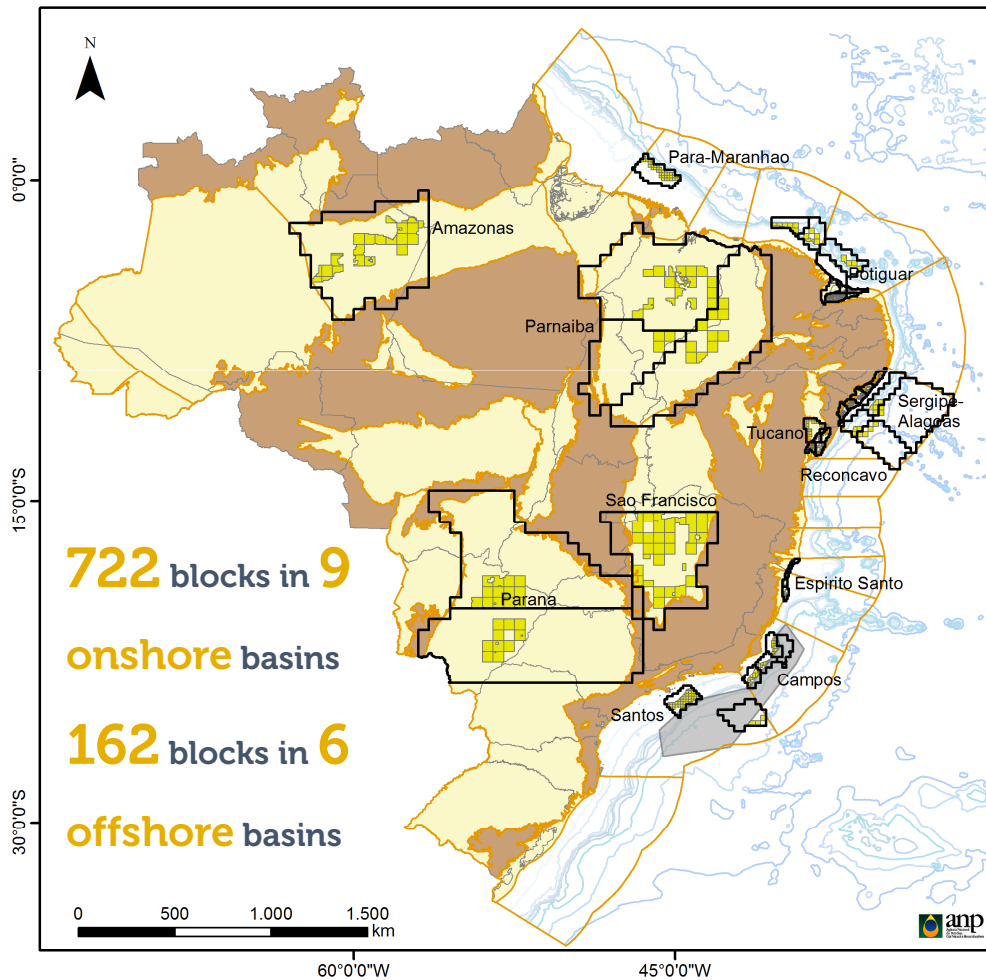 N
0°0'0"
Para-Maranhao
Amazonas
Potiguar
Parnaiba
Sergipe-
Alagoas
Tucano
Reconcavo
15°0'0"S
Sao Francisco
722 blocks in 9
onshore basins
Espirito Santo
Parana
Campos
Santos
162 blocks in 6
offshore basins
30°0'0"S
0 500 1.000 1.500
km
anp
60°0'0"W 45°0'0"W